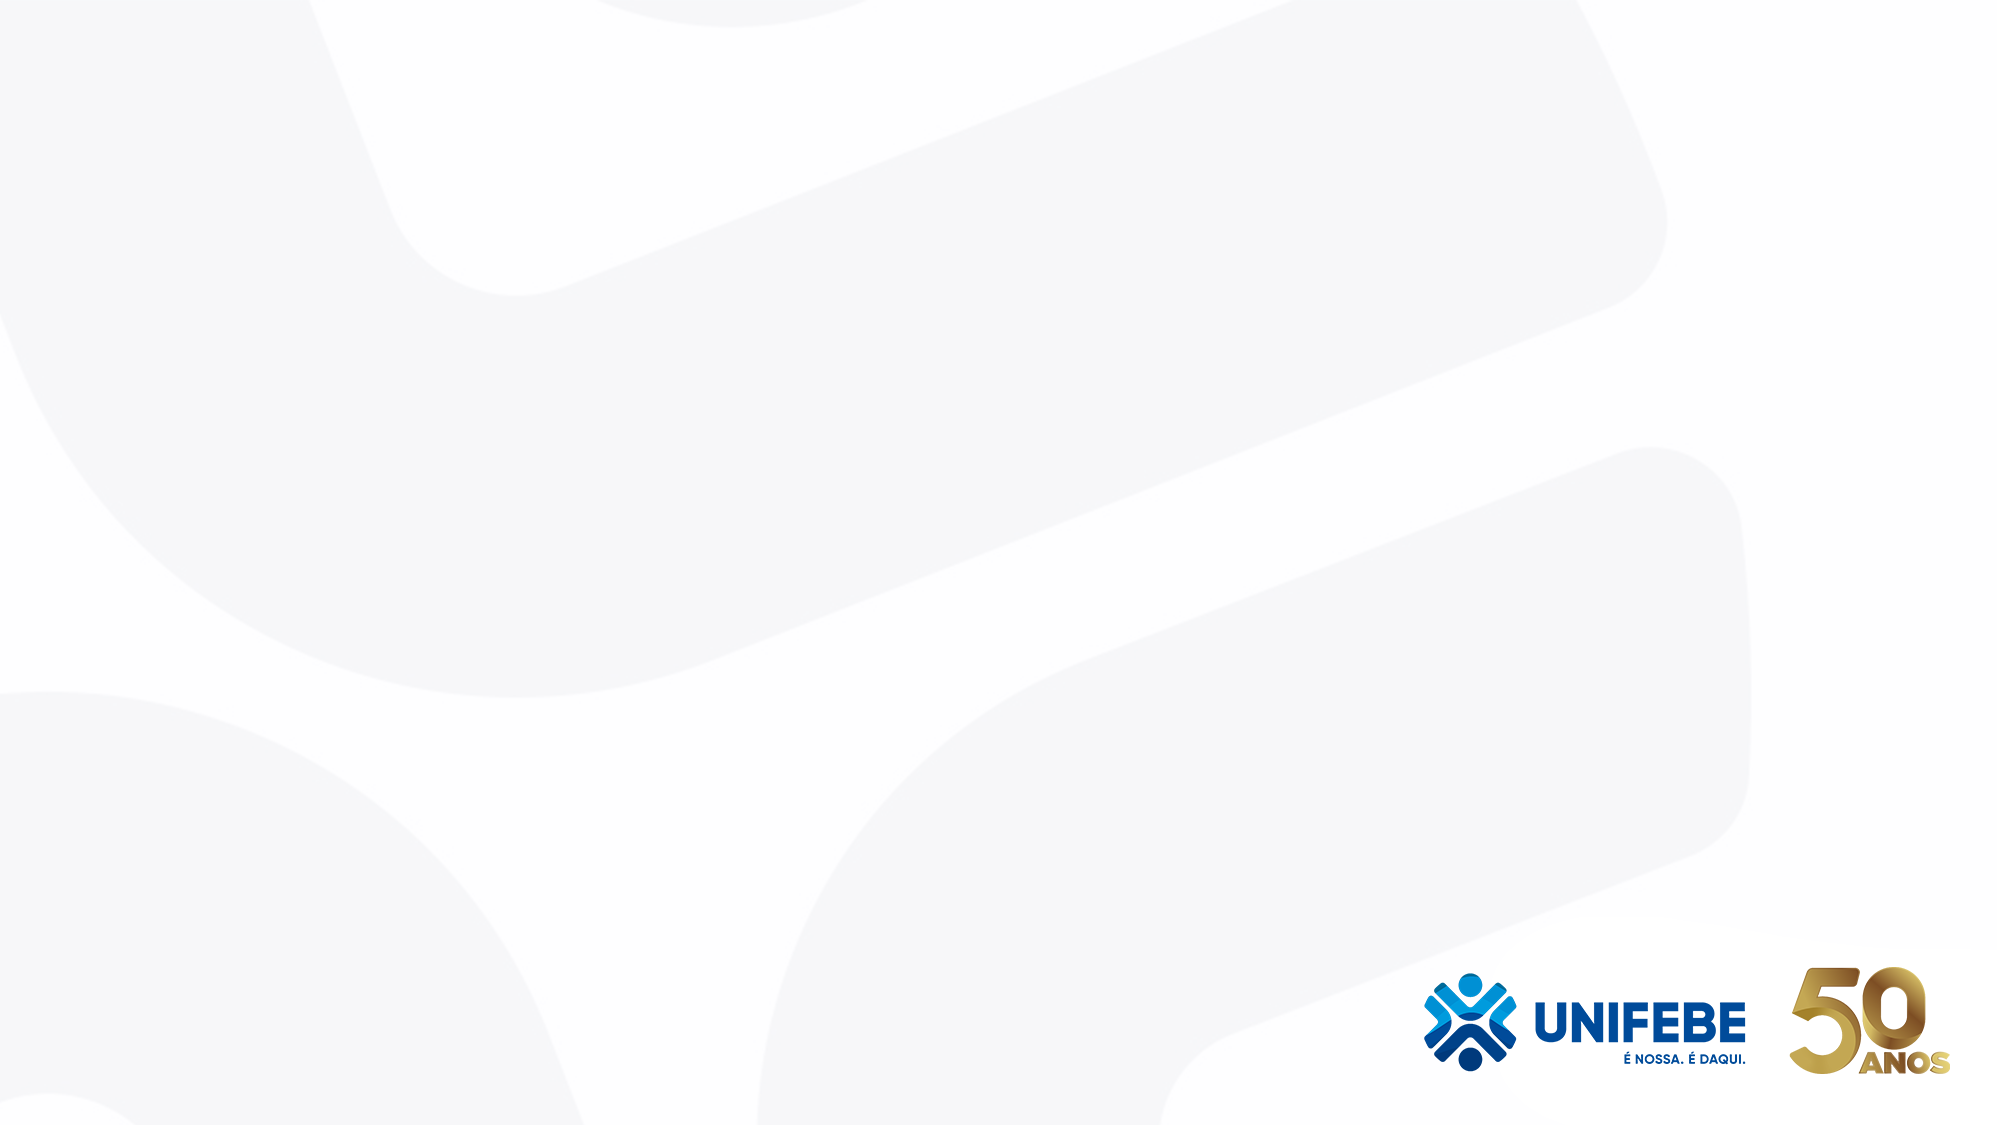 UNIFEBE
É NOSSA. É DAQUI.
50
ANOS